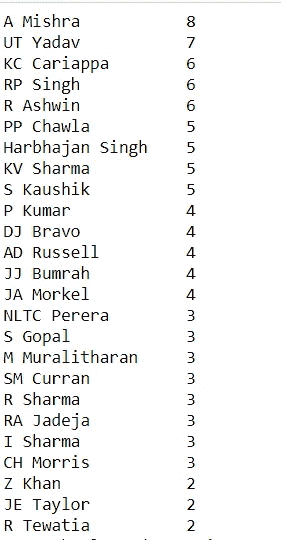 A Mishra 8
UT Yadav 7
KC Cariappa 6
RP Singh 6
R Ashwin 6
PP Chawla 5
Harbhajan Singh 5
KV Sharma 5
S Kaushik 5
P Kumar 4
DJ Bravo 4
AD Russell 4
JJ Bumrah 4
JA Morkel 4
NLTC Perera 3
S Gopal 3
M Muralitharan 3
SM Curran 3
R Sharma 3
RA Jadeja 3
I Sharma 3
CH Morris 3
Z Khan 2
JE Taylor 2
R Tewatia 2